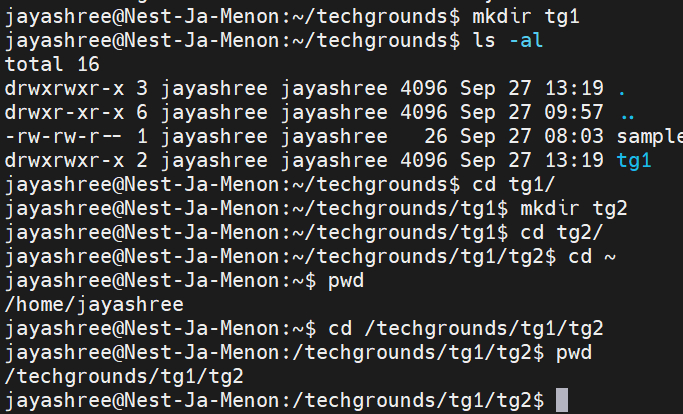 jayashree@Nest-Ja-Menon:~/techgrounds$ mkdir tg1
jayashree@Nest-Ja-Menon:~/techgrounds$ ls -al
total 16
drwxrwxr-x 3 jayashree jayashree 4096 Sep 27 13:19 .
drwxr-xr-x 6 jayashree jayashree 4096 Sep 27 09:57 ..
-rw-rw-r-- 1 jayashree jayashree   26 Sep 27 08:03 sample
drwxrwxr-x 2 jayashree jayashree 4096 Sep 27 13:19 tg1
jayashree@Nest-Ja-Menon:~/techgrounds$ cd tg1/
jayashree@Nest-Ja-Menon:~/techgrounds/tg1$ mkdir tg2
jayashree@Nest-Ja-Menon:~/techgrounds/tg1$ cd tg2/
jayashree@Nest-Ja-Menon:~/techgrounds/tg1/tg2$ cd ~
jayashree@Nest-Ja-Menon:~$ pwd
/home/jayashree
jayashree@Nest-Ja-Menon:~$ cd /techgrounds/tg1/tg2
jayashree@Nest-Ja-Menon:/techgrounds/tg1/tg2$ pwd
/techgrounds/tg1/tg2
jayashree@Nest-Ja-Menon:/techgrounds/tg1/tg2$